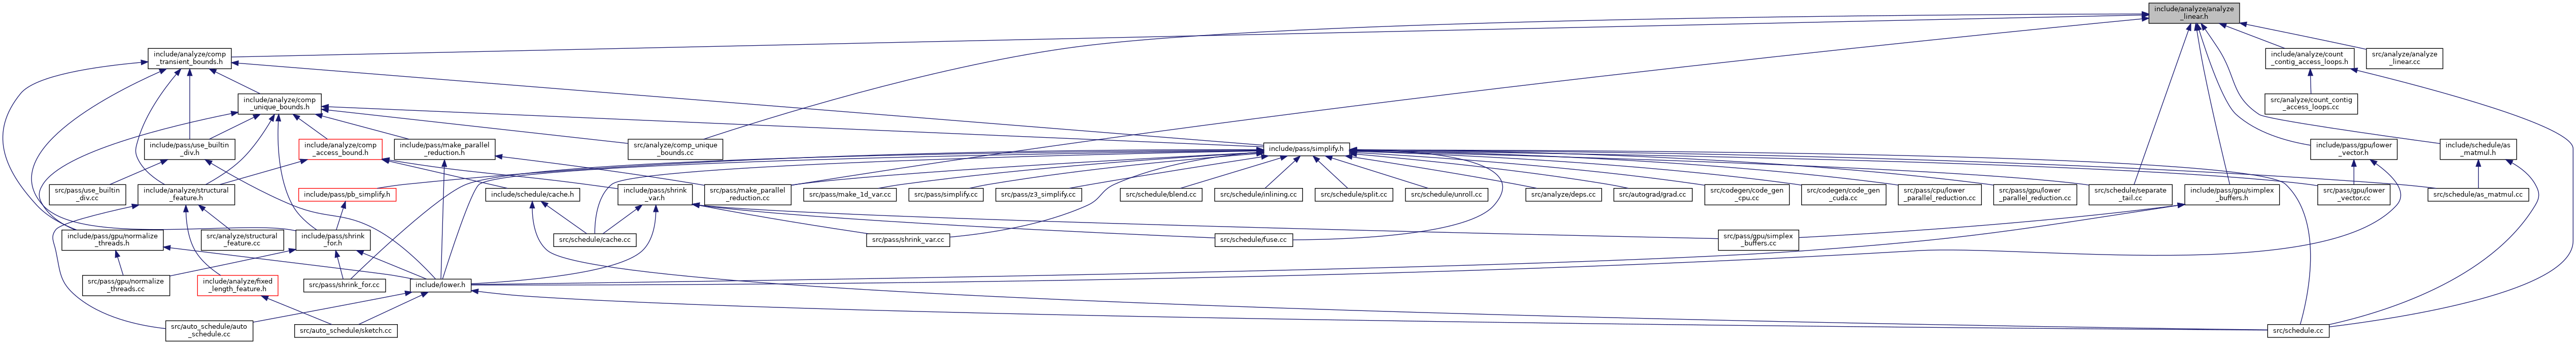 include/analyze/analyze
_linear.h
include/analyze/comp
_transient_bounds.h
include/analyze/count
_contig_access_loops.h
src/analyze/analyze
_linear.cc
include/analyze/comp
_unique_bounds.h
src/analyze/count_contig
_access_loops.cc
include/pass/use_builtin
_div.h
include/analyze/comp
_access_bound.h
include/pass/make_parallel
_reduction.h
src/analyze/comp_unique
_bounds.cc
include/pass/simplify.h
include/pass/gpu/lower
_vector.h
include/schedule/as
_matmul.h
src/pass/use_builtin
_div.cc
include/analyze/structural
_feature.h
include/pass/pb_simplify.h
include/schedule/cache.h
include/pass/shrink
_var.h
src/pass/make_parallel
_reduction.cc
src/pass/make_1d_var.cc
src/pass/simplify.cc
src/pass/z3_simplify.cc
src/schedule/blend.cc
src/schedule/inlining.cc
src/schedule/split.cc
src/schedule/unroll.cc
src/analyze/deps.cc
src/autograd/grad.cc
src/codegen/code_gen
_cpu.cc
src/codegen/code_gen
_cuda.cc
src/pass/cpu/lower
_parallel_reduction.cc
src/pass/gpu/lower
_parallel_reduction.cc
src/schedule/separate
_tail.cc
include/pass/gpu/simplex
_buffers.h
src/pass/gpu/lower
_vector.cc
src/schedule/as_matmul.cc
include/pass/gpu/normalize
_threads.h
src/analyze/structural
_feature.cc
include/pass/shrink
_for.h
src/schedule/cache.cc
src/pass/shrink_var.cc
src/schedule/fuse.cc
src/pass/gpu/simplex
_buffers.cc
src/pass/gpu/normalize
_threads.cc
include/analyze/fixed
_length_feature.h
src/pass/shrink_for.cc
include/lower.h
src/auto_schedule/auto
_schedule.cc
src/auto_schedule/sketch.cc
src/schedule.cc